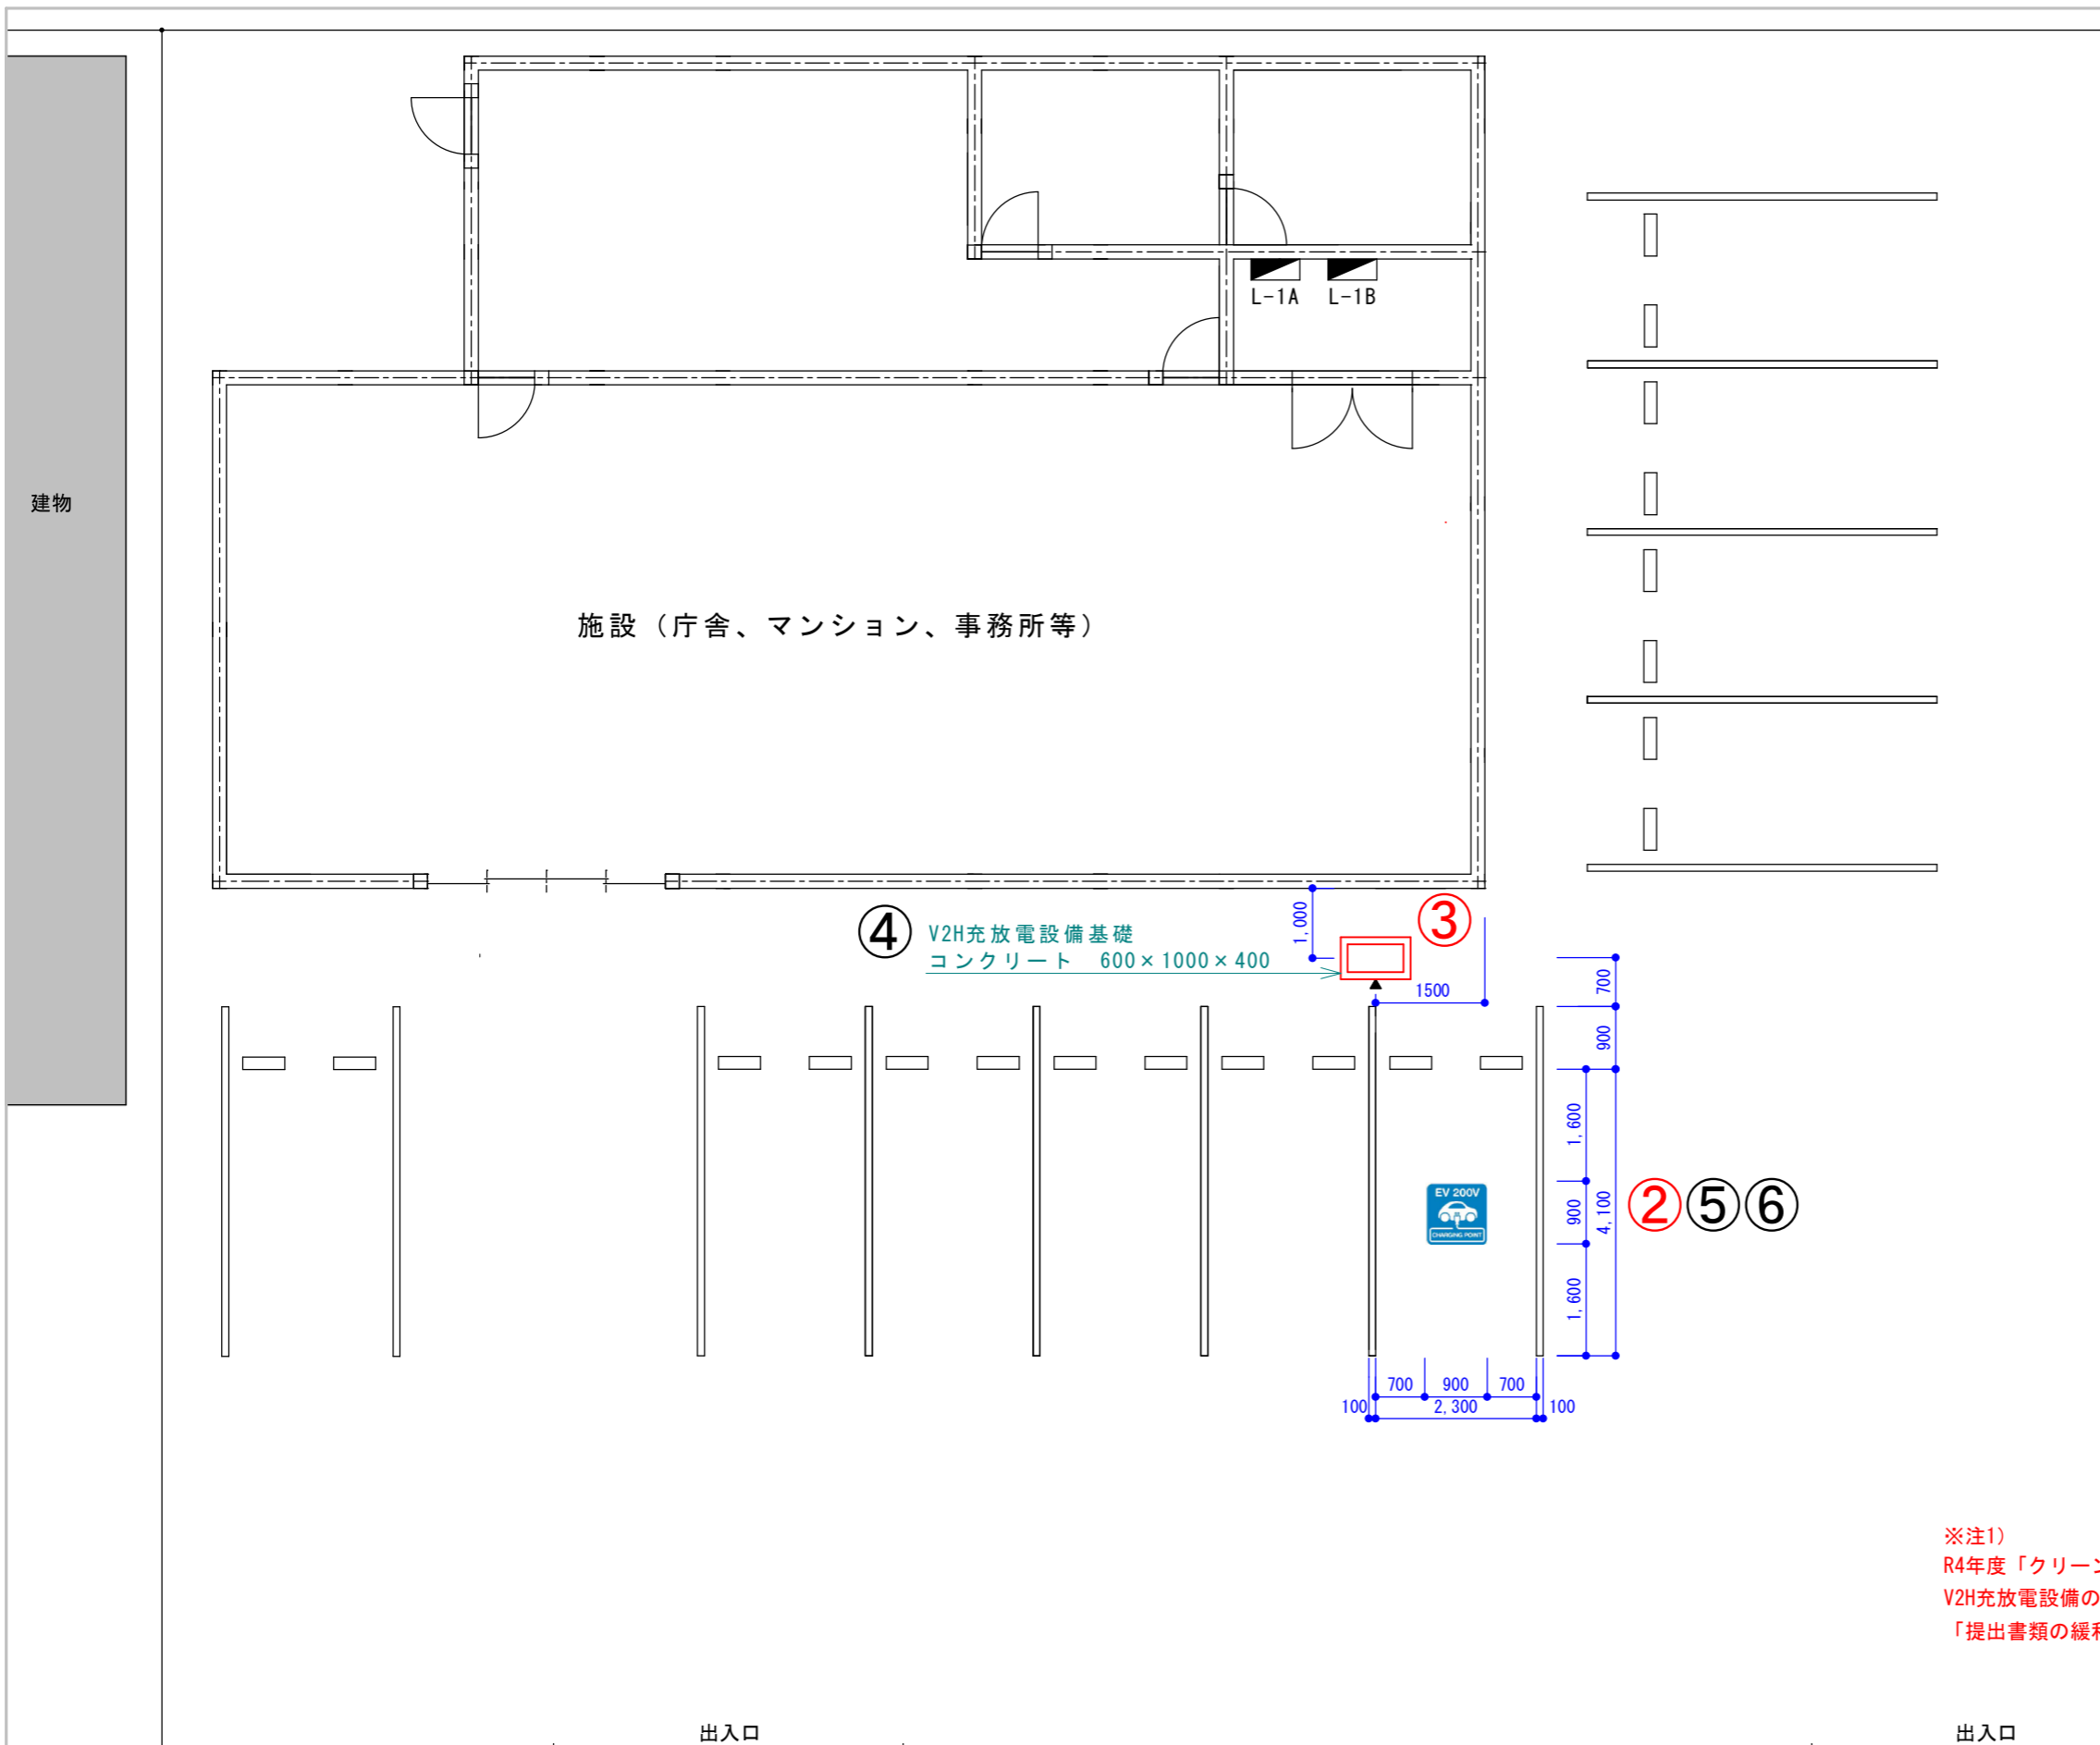 L-1A L-1B
建物
施設（庁舎、マンション、事務所等）
④ V2H充放電設備基礎
コンクリート 600×1000×400
1,000
③
1500
700
900
1,600
900
4,100
1,600
②⑤⑥
EV 200V
CHARGING POINT
700 900 700
100 2,300 100
※注1）
R4年度「クリーン
V2H充放電設備の
「提出書類の緩和
出入口 出入口